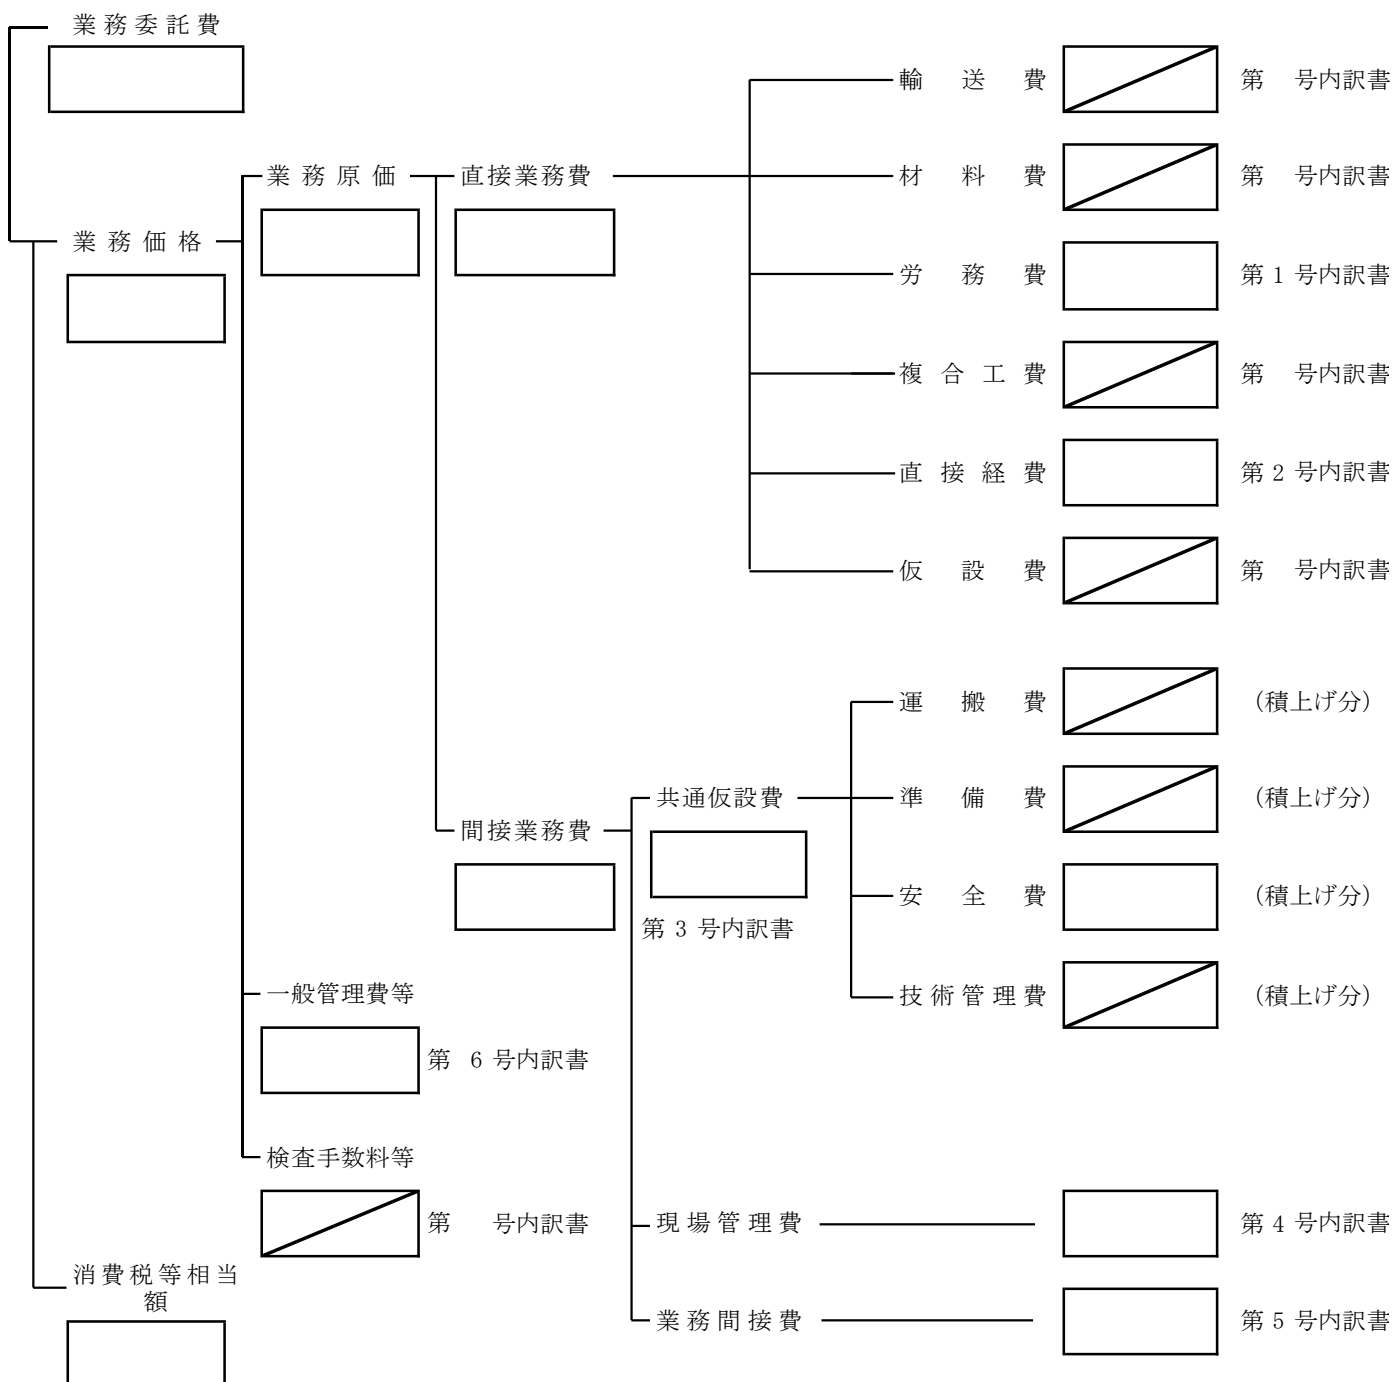 業務委託費
輸送費 第 号内訳書
業務原価 直接業務費 材料費 第 号内訳書
業務価格
労務費 第 1 号内訳書
複合工費 第 号内訳書
直接経費 第 2 号内訳書
仮設費 第 号内訳書
運搬費 (積上げ分)
共通仮設費 準備費 (積上げ分)
間接業務費
安全費 (積上げ分)
第 3 号内訳書
一般管理費等 技術管理費 (積上げ分)
第 6 号内訳書
検査手数料等
第 号内訳書 現場管理費 第 4 号内訳書
消費税等相当
額
業務間接費 第 5 号内訳書